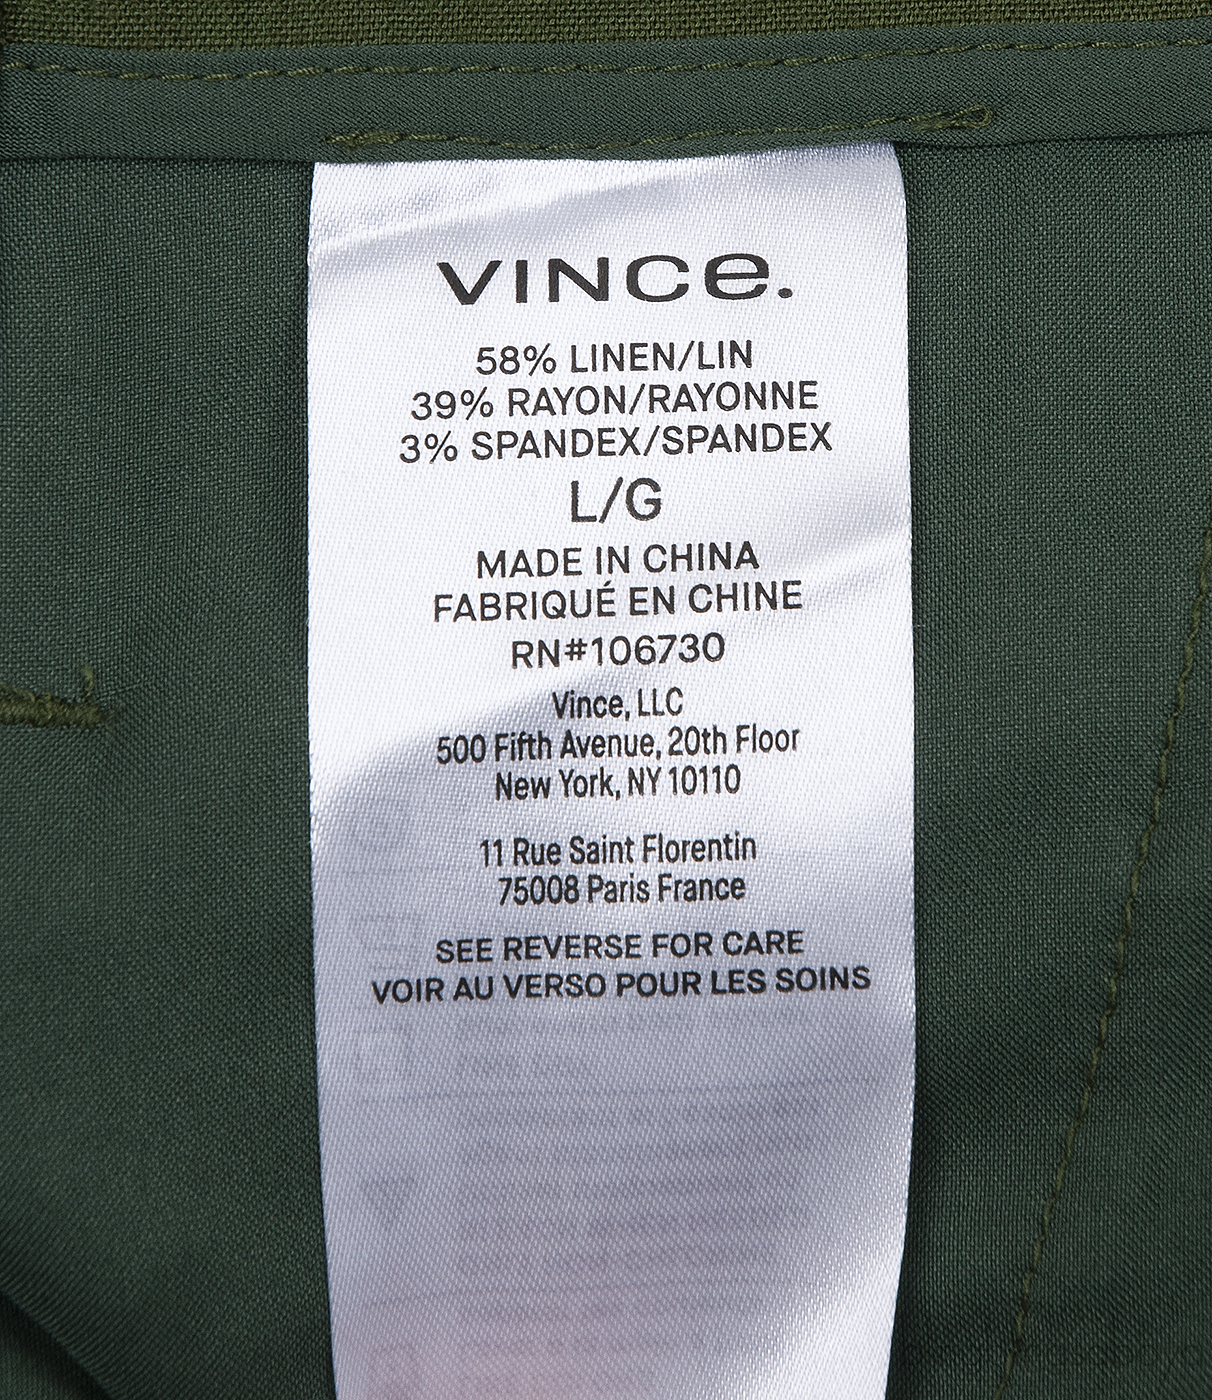 VINCe.
58% LINEN/LIN
39% RAYON/RAYONNE
3% SPANDEX/SPANDEX
L/G
MADE IN CHINA
FABRIQUÉ EN CHINE
RN#106730
Vince, LLC
500 Fifth Avenue, 20th Floor
New York, NY 10110
11 Rue Saint Florentin
75008 Paris France
SEE REVERSE FOR CARE
VOIR AU VERSO POUR LES SOINS